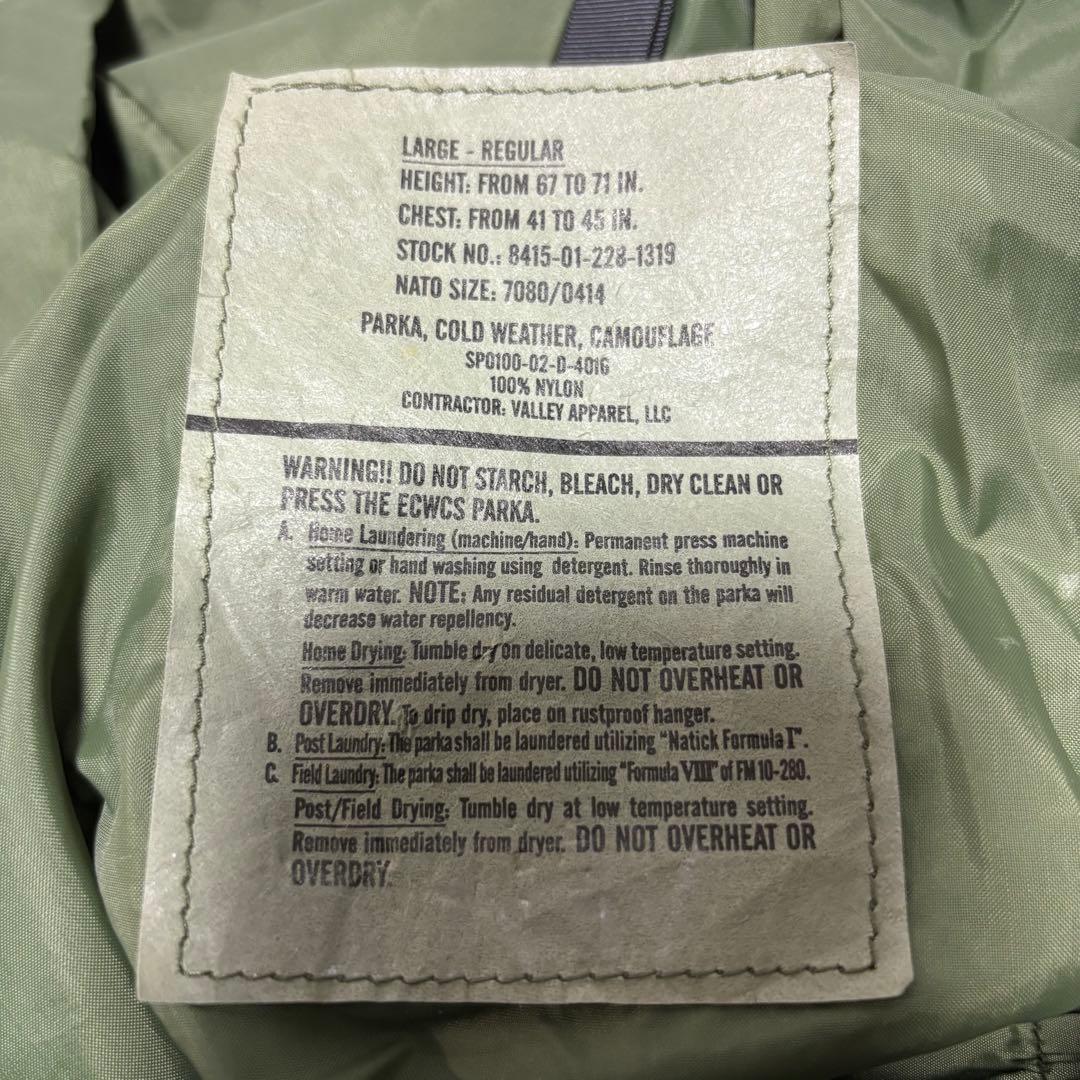 LARGE - REGULAR
HEIGHT: FROM 67 TO 71 IN.
CHEST: FROM 41 TO 45 IN.
STOCK NO.: 8415-01-228-1319
NATO SIZE: 7080/0414
PARKA, COLD WEATHER, CAMOUFLAGE
SP0100-02-D-4016
100% NYLON
CONTRACTOR: VALLEY APPAREL, LLC
WARNING!! DO NOT STARCH, BLEACH, DRY CLEAN OR
PRESS THE ECWCS PARKA.
A. Home Laundering (machine/hand): Permanent press machine
setting or hand washing using detergent. Rinse thoroughly in
warm water. NOTE: Any residual detergent on the parka will
decrease water repellency.
Home Drying: Tumble dry on delicate, low temperature setting.
Remove immediately from dryer. DO NOT OVERHEAT OR
OVERDRY. To drip dry, place on rustproof hanger.
B. Post Laundry: The parka shall be laundered utilizing "Natick Formula I".
C. Field Laundry: The parka shall be laundered utilizing "Formula VIII" of FM 10-280.
Post/Field Drying: Tumble dry at low temperature setting.
Remove immediately from dryer. DO NOT OVERHEAT OR
OVERDRY.